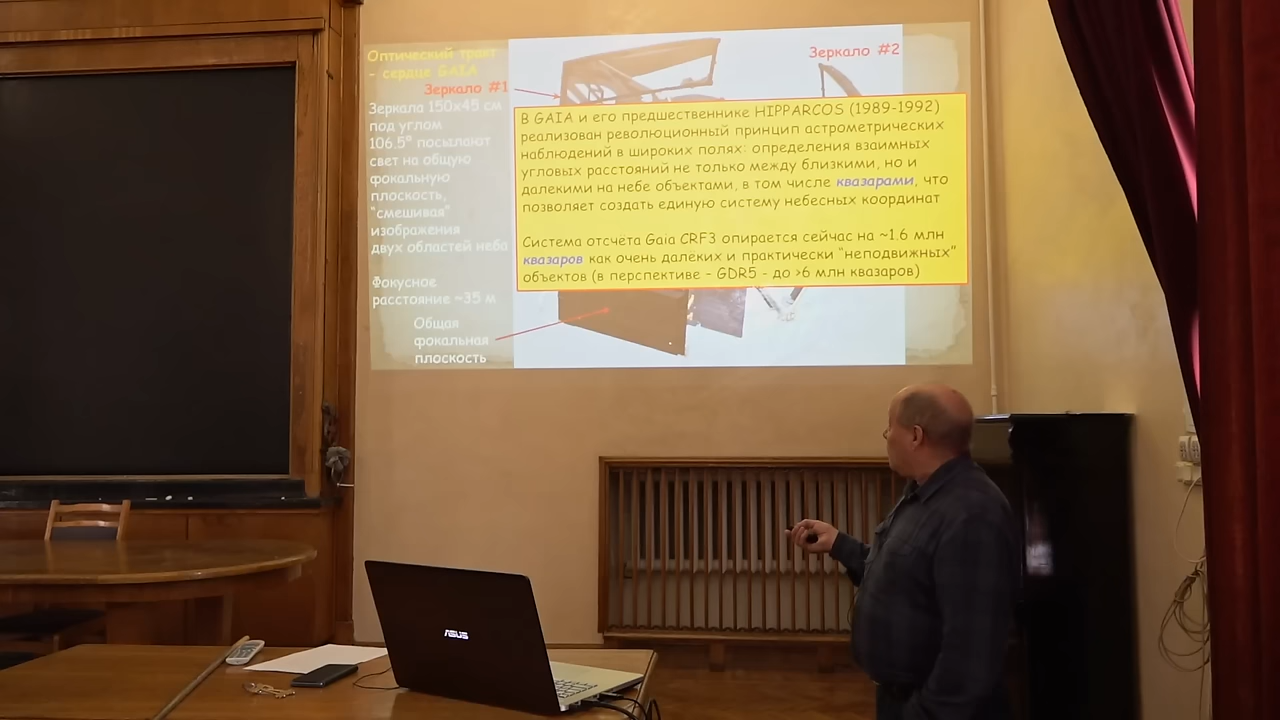 Оптический тракт
- сердце GAIA
Зеркало #1
Зеркала 150х45 см
под углом
106.5° посылают
свет на общую
фокальную
плоскость,
"смешивая"
изображения
двух областей неба
Фокусное
расстояние ~35 м
Общая
фокальная
плоскость
Зеркало #2
В GAIA и его предшественнике HIPPARCOS (1989-1992)
реализован революционный принцип астрометрических
наблюдений в широких полях: определения взаимных
угловых расстояний не только между близкими, но и
далекими на небе объектами, в том числе квазарами, что
позволяет создать единую систему небесных координат
Система отсчета Gaia CRF3 опирается сейчас на ~1.6 млн
квазаров как очень далеких и практически "неподвижных"
объектов (в перспективе - GDR5 - до >6 млн квазаров)
ASUS